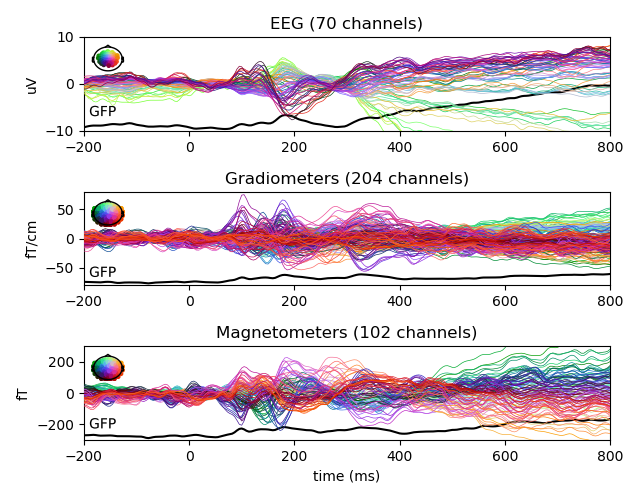 EEG (70 channels)
10
0
−10
uV
GFP
−200 0 200 400 600 800
Gradiometers (204 channels)
50
0
−50
fT/cm
GFP
−200 0 200 400 600 800
Magnetometers (102 channels)
200
0
−200
fT
GFP
−200 0 200 400 600 800
time (ms)